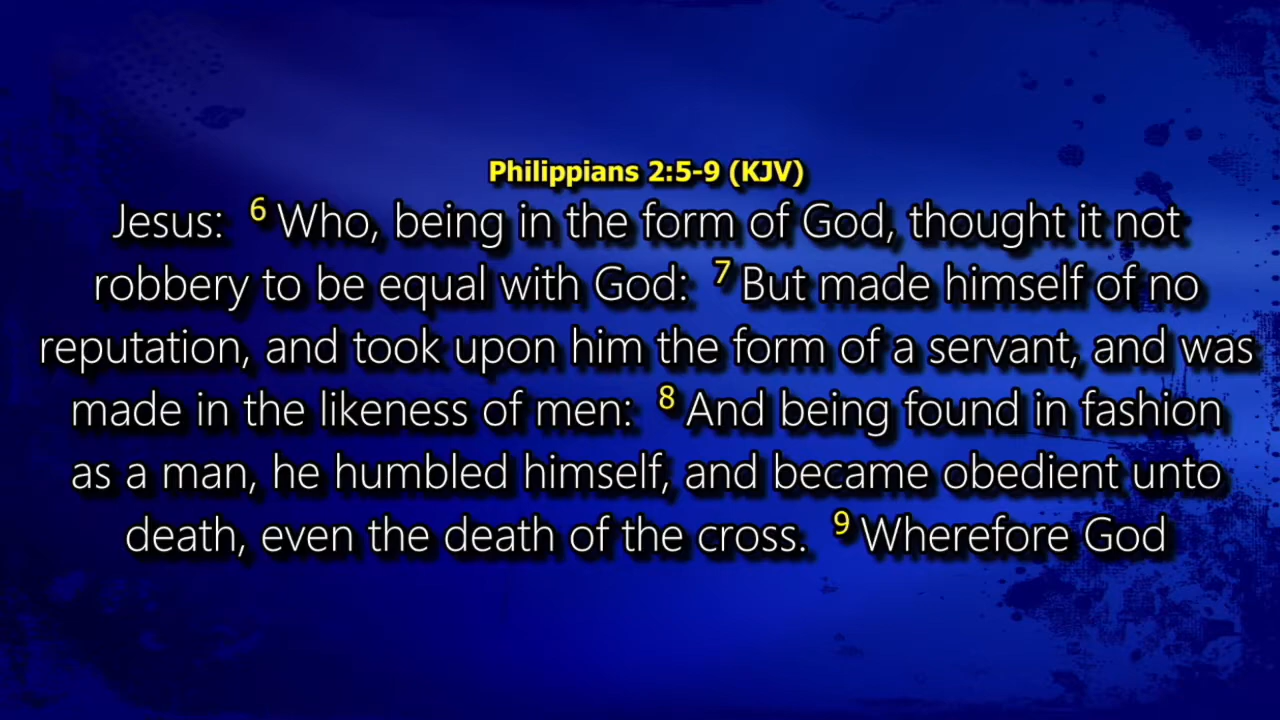 Philippians 2:5-9 (KJV)
Jesus: 6 Who, being in the form of God, thought it not
robbery to be equal with God: 7 But made himself of no
reputation, and took upon him the form of a servant, and was
made in the likeness of men: 8 And being found in fashion
as a man, he humbled himself, and became obedient unto
death, even the death of the cross. 9 Wherefore God